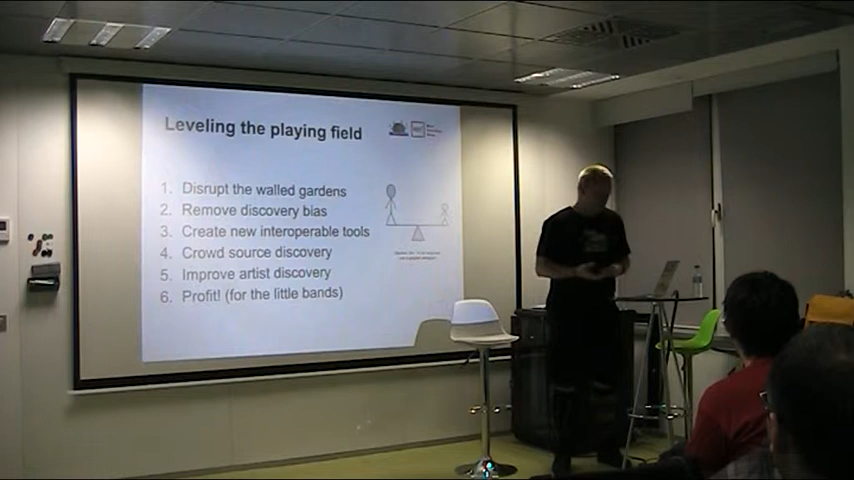 Leveling the playing field
1. Disrupt the walled gardens
2. Remove discovery bias
3. Create new interoperable tools
4. Crowd source discovery
5. Improve artist discovery
6. Profit! (for the little bands)